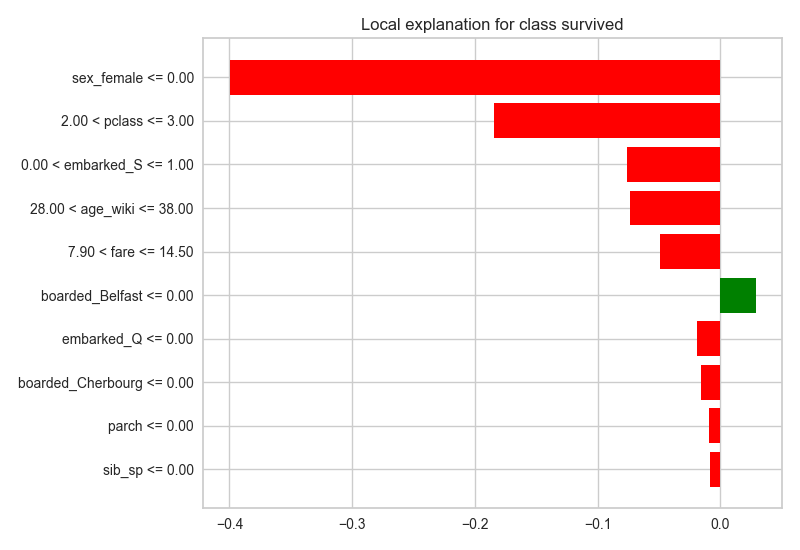 Local explanation for class survived
sex_female <= 0.00
2.00 < pclass <= 3.00
0.00 < embarked_S <= 1.00
28.00 < age_wiki <= 38.00
7.90 < fare <= 14.50
boarded_Belfast <= 0.00
embarked_Q <= 0.00
boarded_Cherbourg <= 0.00
parch <= 0.00
sib_sp <= 0.00
−0.4 −0.3 −0.2 −0.1 0.0